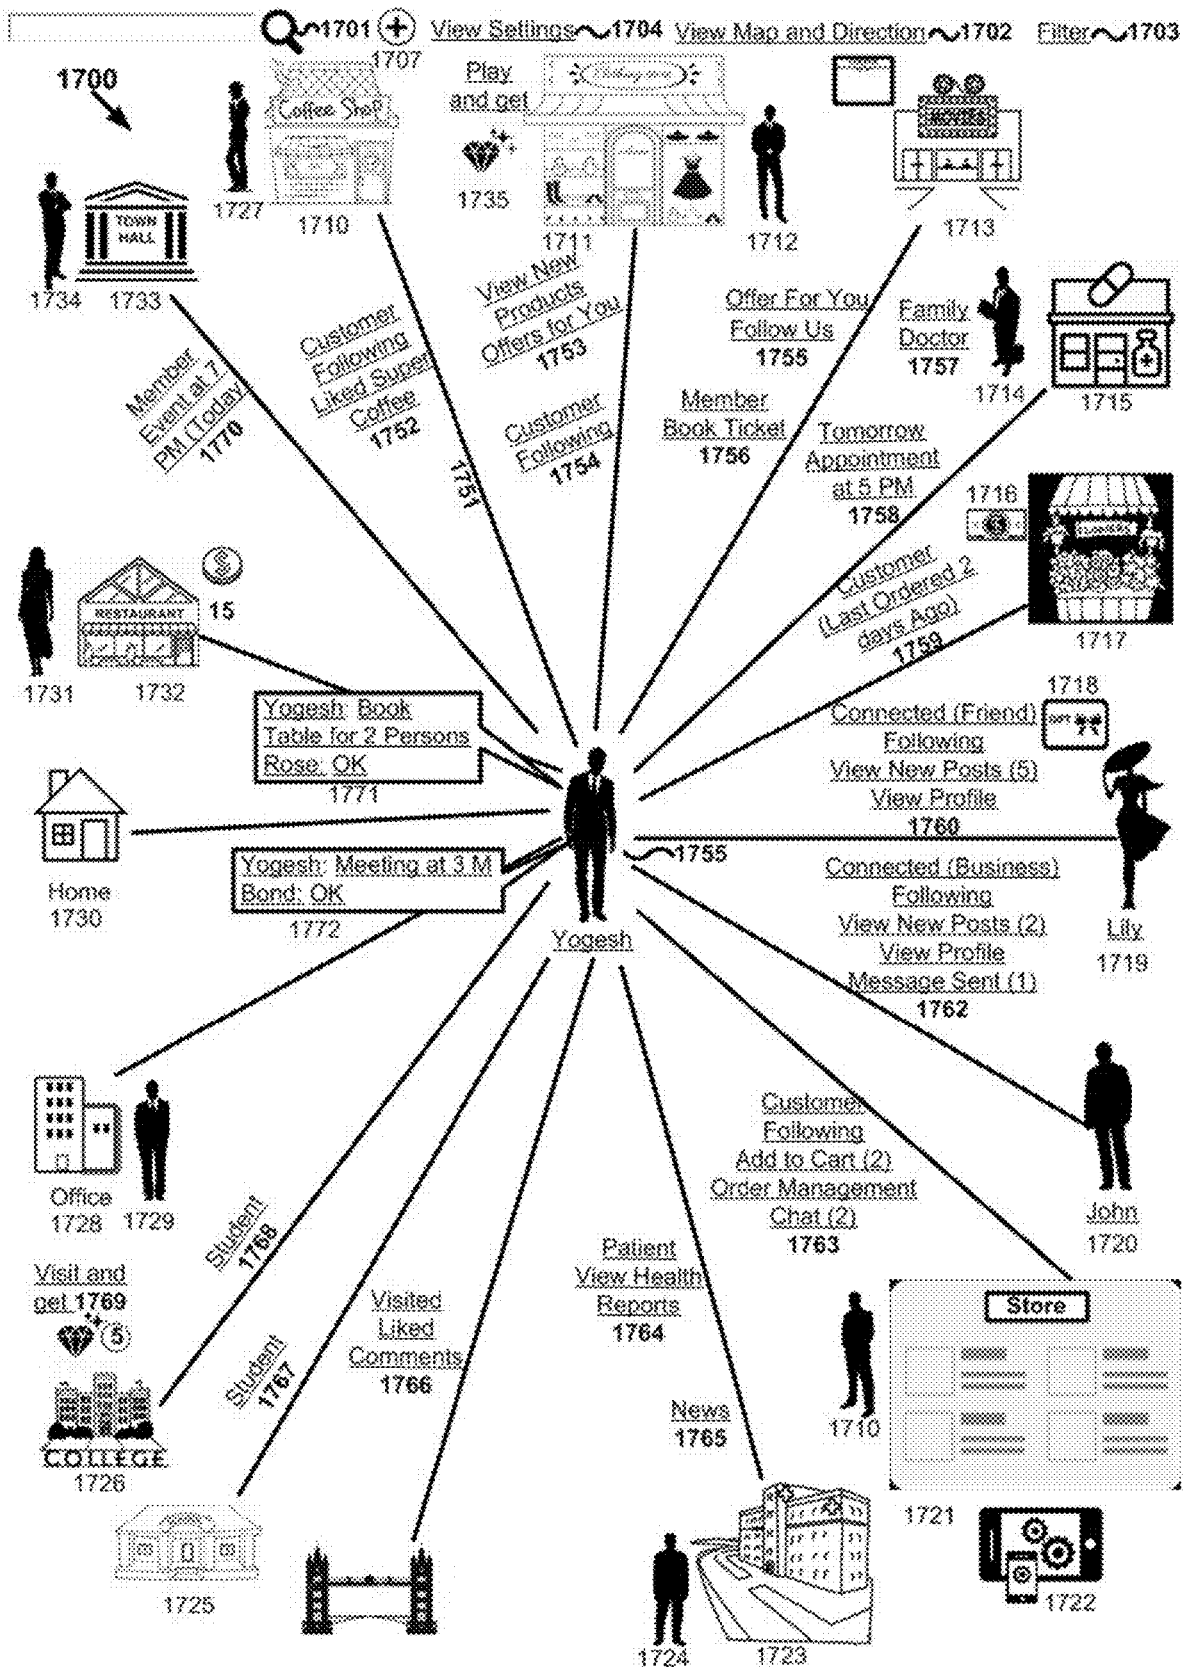 1701
1707
View Settings 1704
View Map and Direction 1702
Filter 1703
1700
Play
and get
1735
Coffee Shop
1727
1710
1711
1712
MOVIES
1713
TOWN
HALL
1734
1733
Member
Event at 7
PM (Today)
1770
Customer
Following
Liked Super
Coffee
1752
1751
View New
Products
Offers for You
1753
Customer
Following
1754
Offer For You
Follow Us
1755
Member
Book Ticket
1756
Family
Doctor
1757
1714
1715
Tomorrow
Appointment
at 5 PM
1758
1716
1717
Customer
(Last Ordered 2
days Ago)
1759
RESTAURANT
15
1731
1732
Yogesh: Book
Table for 2 Persons
Rose: OK
1771
1718
GIFT
Connected (Friend)
Following
View New Posts (5)
View Profile
1760
Home
1730
Yogesh: Meeting at 3 M
Bond: OK
1772
1755
Yogesh
Connected (Business)
Following
View New Posts (2)
View Profile
Message Sent (1)
1762
Lily
1719
Office
1728
1729
John
1720
Customer
Following
Add to Cart (2)
Order Management
Chat (2)
1763
Student
1768
Visit and
get 1769
5
COLLEGE
1726
Student
1767
Visited
Liked
Comments
1766
Patient
View Health
Reports
1764
News
1765
Store
1710
1721
1722
1725
1724
1723